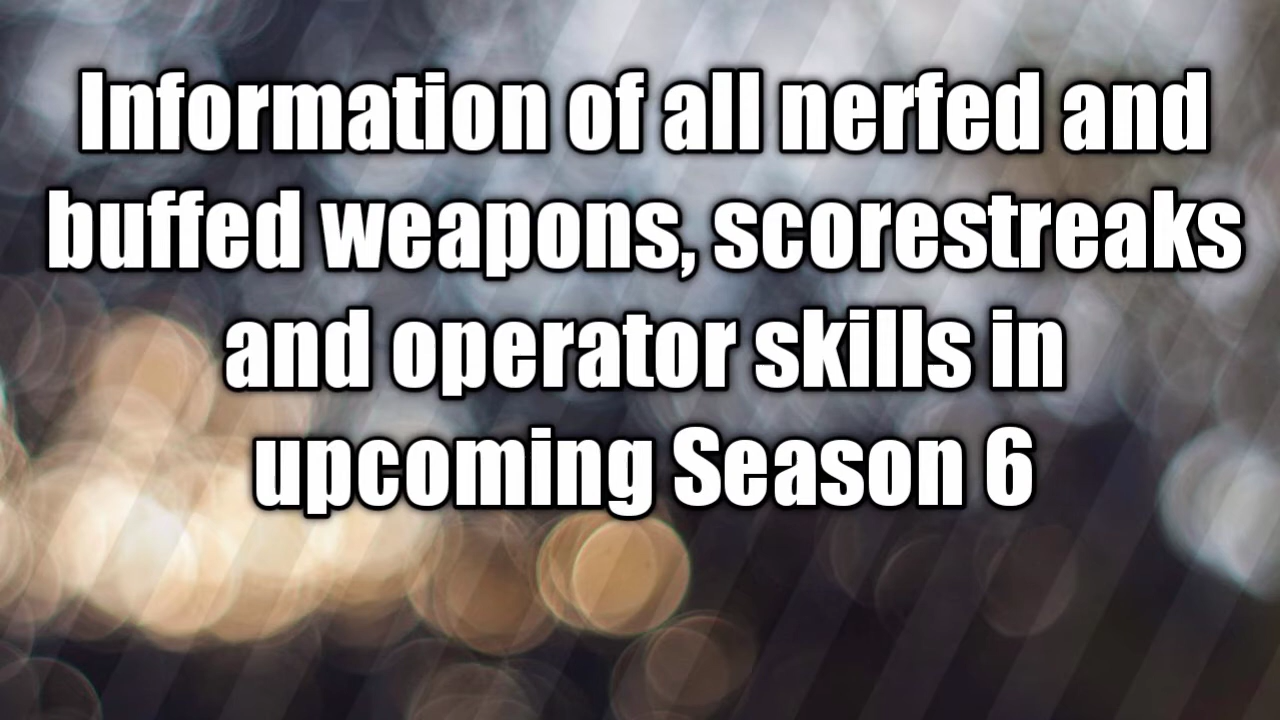 Information of all nerfed and
buffed weapons, scorestreaks
and operator skills in
upcoming Season 6